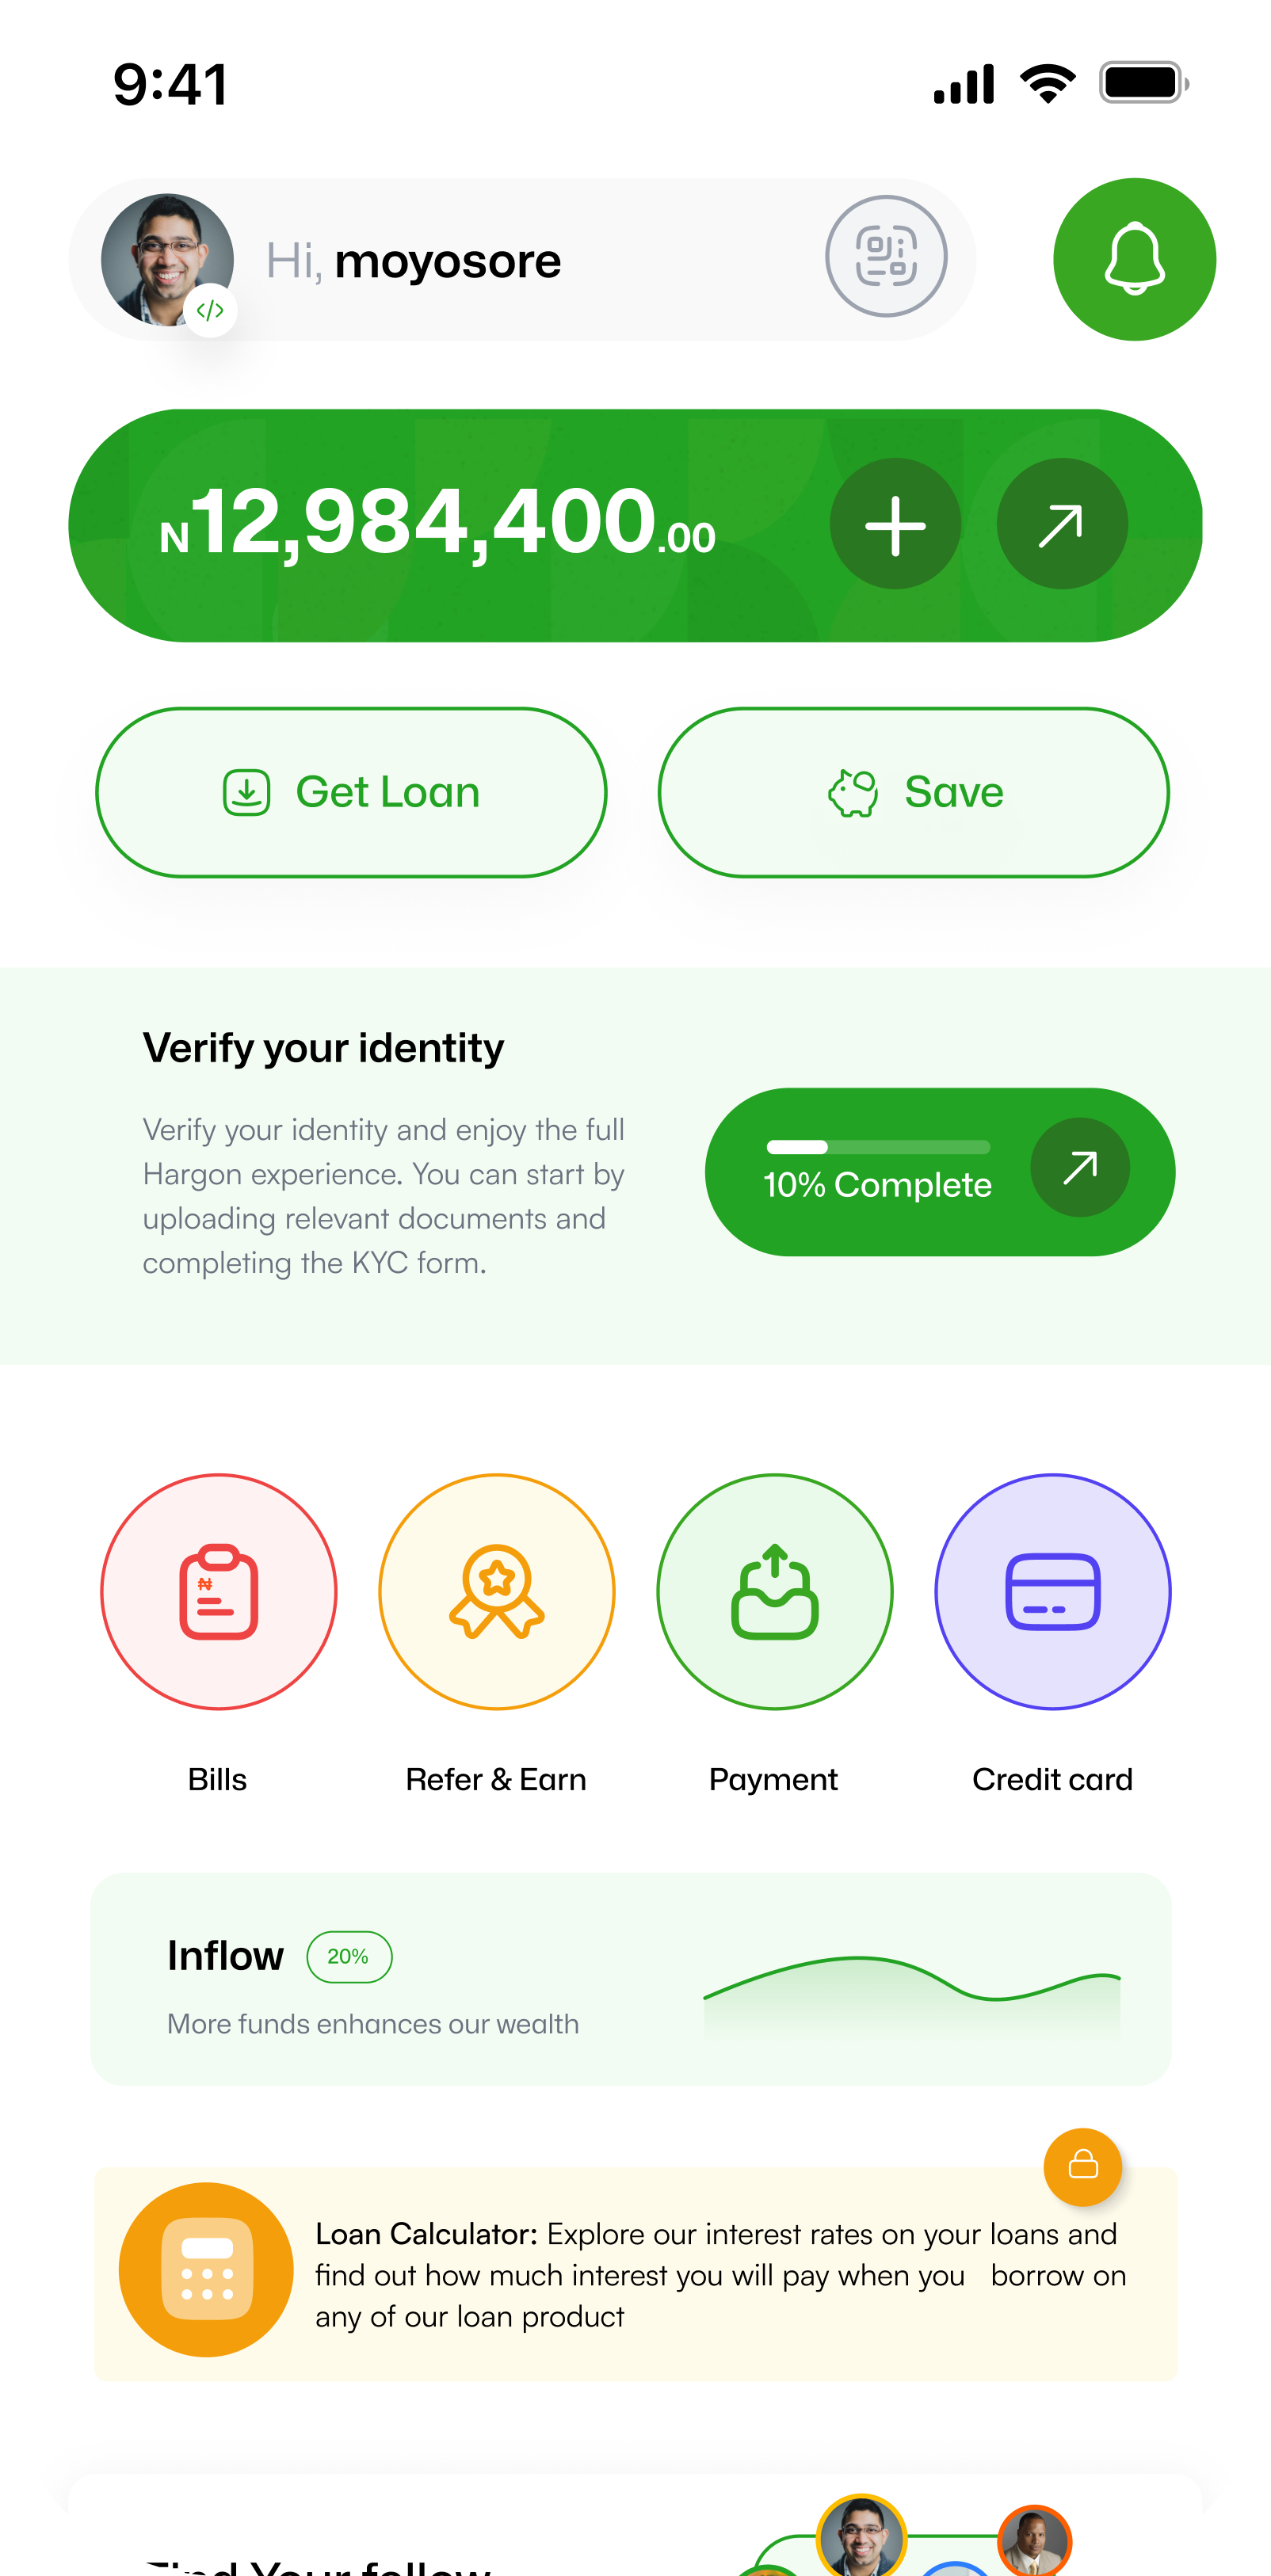 9:41
Hi, moyosore
N12,984,400.00
Get Loan
Save
Verify your identity
Verify your identity and enjoy the full
Hargon experience. You can start by
uploading relevant documents and
completing the KYC form.
10% Complete
₦
Bills
Refer & Earn
Payment
Credit card
Inflow
20%
More funds enhances our wealth
Loan Calculator: Explore our interest rates on your loans and
find out how much interest you will pay when you borrow on
any of our loan product
Find Your follow